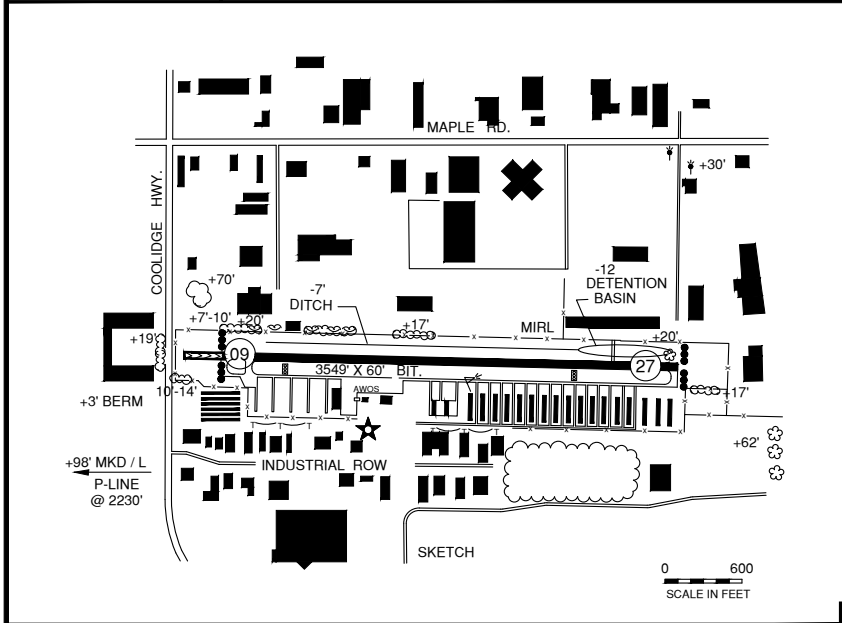 MAPLE RD.
+30'
COOLIDGE HWY.
+70'
-7'
DITCH
-12
DETENTION
BASIN
+7'-10'
+20'
+17'
MIRL
+20'
+19'
09
27
3549' X 60' BIT.
10'-14'
AWOS
+17'
+3' BERM
T T T
T T T
+62'
+98' MKD / L
P-LINE
@ 2230'
INDUSTRIAL ROW
SKETCH
0 600
SCALE IN FEET